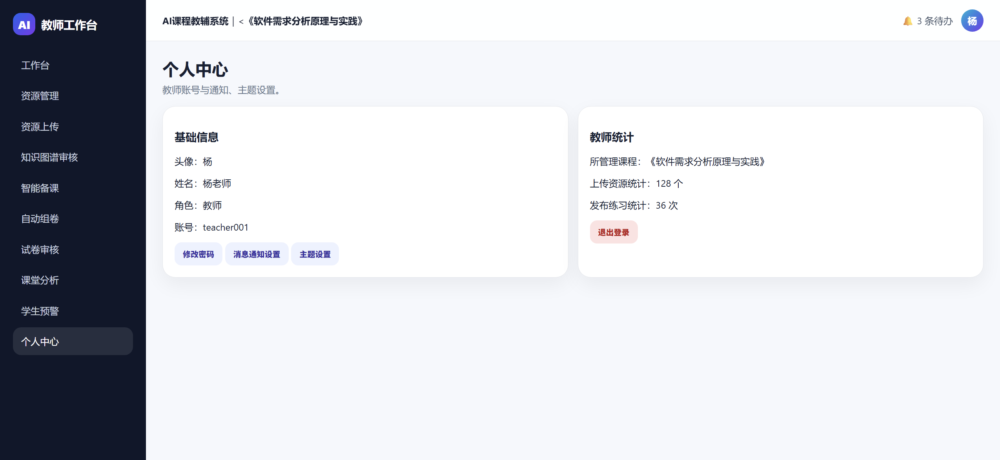 AI 教师工作台
工作台
资源管理
资源上传
知识图谱审核
智能备课
自动组卷
试卷审核
课堂分析
学生预警
个人中心
AI课程教辅系统｜<《软件需求分析原理与实践》
3 条待办
杨
个人中心
教师账号与通知、主题设置。
基础信息
头像：杨
姓名：杨老师
角色：教师
账号：teacher001
修改密码 消息通知设置 主题设置
教师统计
所管理课程：《软件需求分析原理与实践》
上传资源统计：128 个
发布练习统计：36 次
退出登录